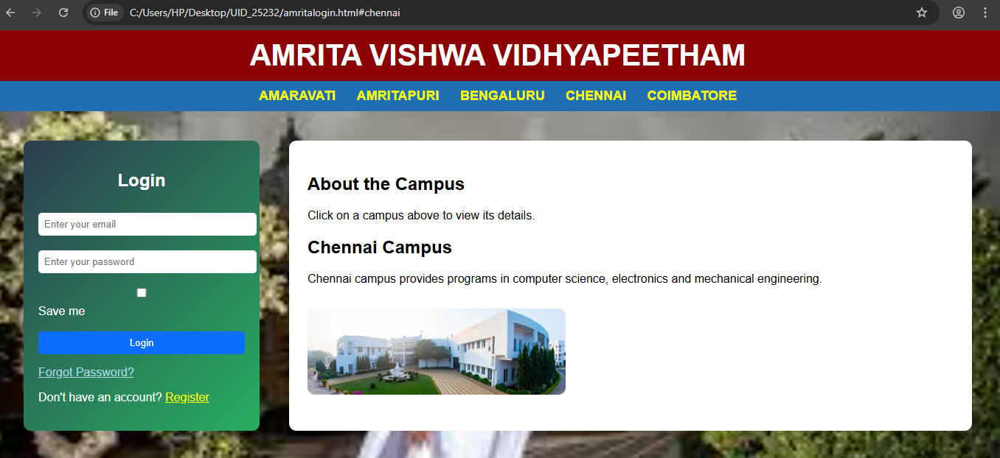 File C:/Users/HP/Desktop/UID_25232/amritalogin.html#chennai
AMRITA VISHWA VIDHYAPEETHAM
AMARAVATI AMRITAPURI BENGALURU CHENNAI COIMBATORE
Login
Enter your email
Enter your password
Save me
Login
Forgot Password?
Don't have an account? Register
About the Campus
Click on a campus above to view its details.
Chennai Campus
Chennai campus provides programs in computer science, electronics and mechanical engineering.